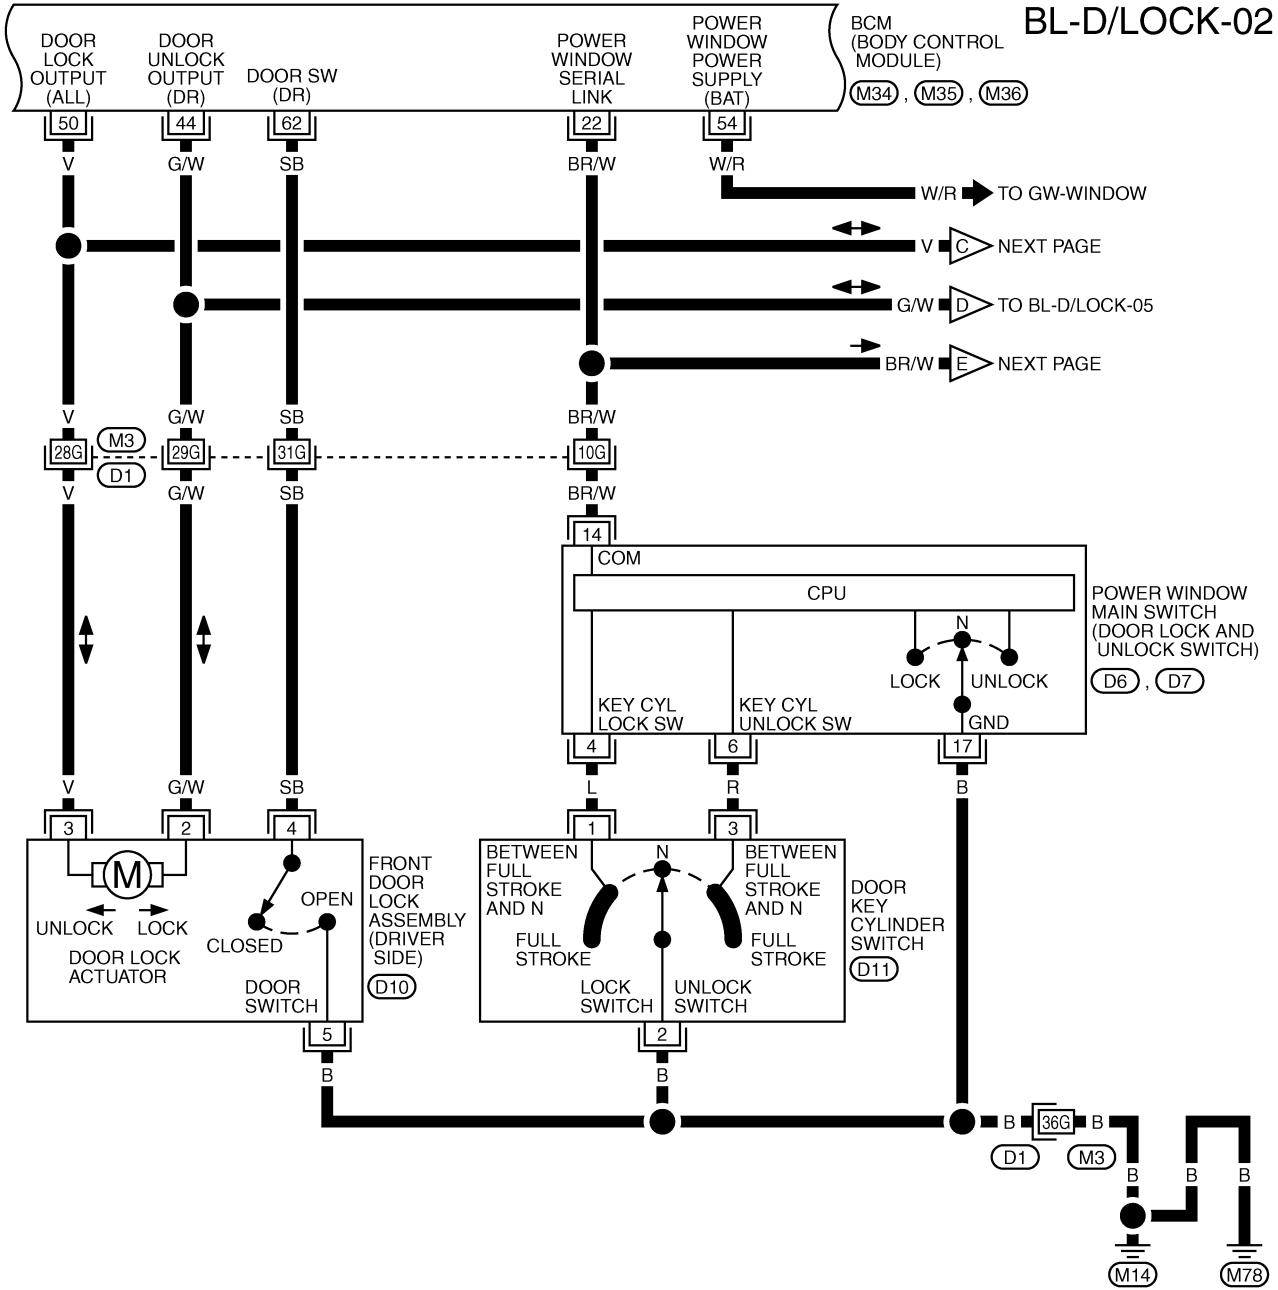 BL-D/LOCK-02
DOOR
LOCK
OUTPUT
(ALL)
DOOR
UNLOCK
OUTPUT
(DR)
DOOR SW
(DR)
POWER
WINDOW
SERIAL
LINK
POWER
WINDOW
POWER
SUPPLY
(BAT)
BCM
(BODY CONTROL
MODULE)
M34 , M35 , M36
50
44
62
22
54
V
G/W
SB
BR/W
W/R
W/R
TO GW-WINDOW
V
C
NEXT PAGE
G/W
D
TO BL-D/LOCK-05
BR/W
E
NEXT PAGE
V
G/W
SB
BR/W
28G
M3
D1
29G
31G
10G
V
G/W
SB
BR/W
14
COM
CPU
N
LOCK
UNLOCK
KEY CYL
LOCK SW
KEY CYL
UNLOCK SW
GND
POWER WINDOW
MAIN SWITCH
(DOOR LOCK AND
UNLOCK SWITCH)
D6 , D7
4
6
17
V
G/W
SB
L
R
B
3
2
4
1
3
M
UNLOCK
LOCK
DOOR LOCK
ACTUATOR
OPEN
CLOSED
DOOR
SWITCH
FRONT
DOOR
LOCK
ASSEMBLY
(DRIVER
SIDE)
D10
BETWEEN
FULL
STROKE
AND N
N
BETWEEN
FULL
STROKE
AND N
FULL
STROKE
FULL
STROKE
LOCK
SWITCH
UNLOCK
SWITCH
DOOR
KEY
CYLINDER
SWITCH
D11
5
2
B
B
B
36G
B
D1
M3
B
B
B
M14
M78